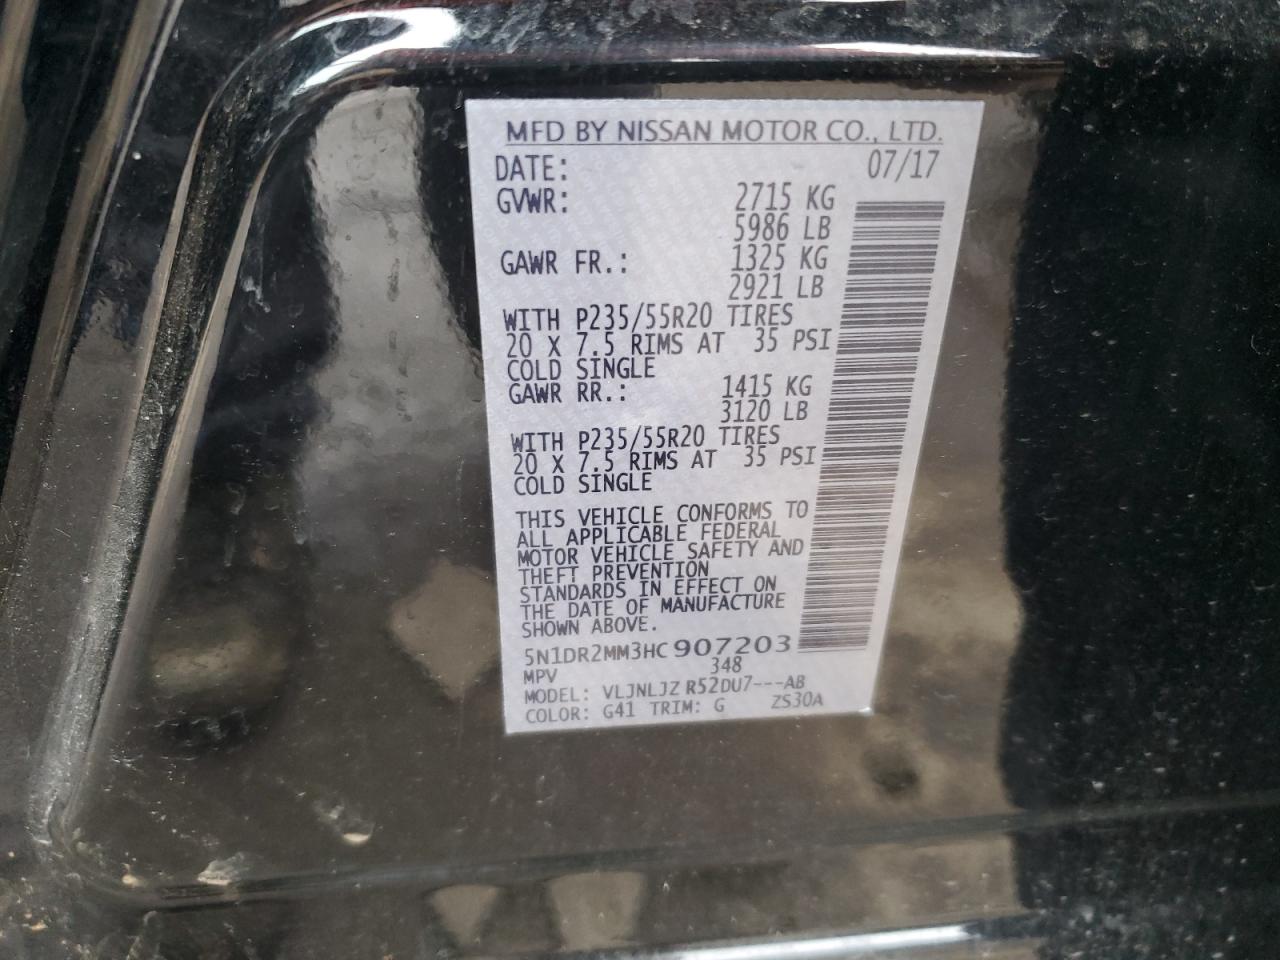 MFD BY NISSAN MOTOR CO., LTD.
DATE: 07/17
GVWR: 2715 KG
5986 LB
GAWR FR.: 1325 KG
2921 LB
WITH P235/55R20 TIRES
20 X 7.5 RIMS AT 35 PSI
COLD SINGLE
GAWR RR.: 1415 KG
3120 LB
WITH P235/55R20 TIRES
20 X 7.5 RIMS AT 35 PSI
COLD SINGLE
THIS VEHICLE CONFORMS TO
ALL APPLICABLE FEDERAL
MOTOR VEHICLE SAFETY AND
THEFT PREVENTION
STANDARDS IN EFFECT ON
THE DATE OF MANUFACTURE
SHOWN ABOVE.
5N1DR2MM3HC907203
MPV 348
MODEL: VLJNLJZ R52DU7---AB
COLOR: G41 TRIM: G ZS30A